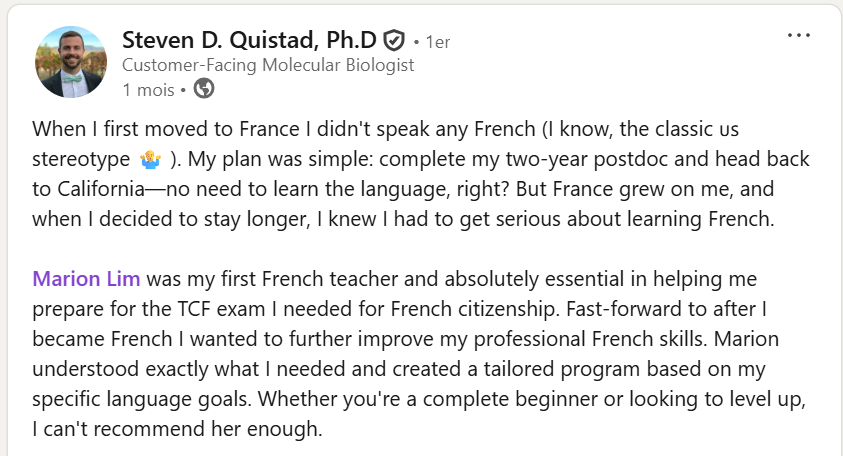 Steven D. Quistad, Ph.D • 1er
Customer-Facing Molecular Biologist
1 mois •
When I first moved to France I didn't speak any French (I know, the classic us
stereotype 🤷 ). My plan was simple: complete my two-year postdoc and head back
to California—no need to learn the language, right? But France grew on me, and
when I decided to stay longer, I knew I had to get serious about learning French.
Marion Lim was my first French teacher and absolutely essential in helping me
prepare for the TCF exam I needed for French citizenship. Fast-forward to after I
became French I wanted to further improve my professional French skills. Marion
understood exactly what I needed and created a tailored program based on my
specific language goals. Whether you're a complete beginner or looking to level up,
I can't recommend her enough.